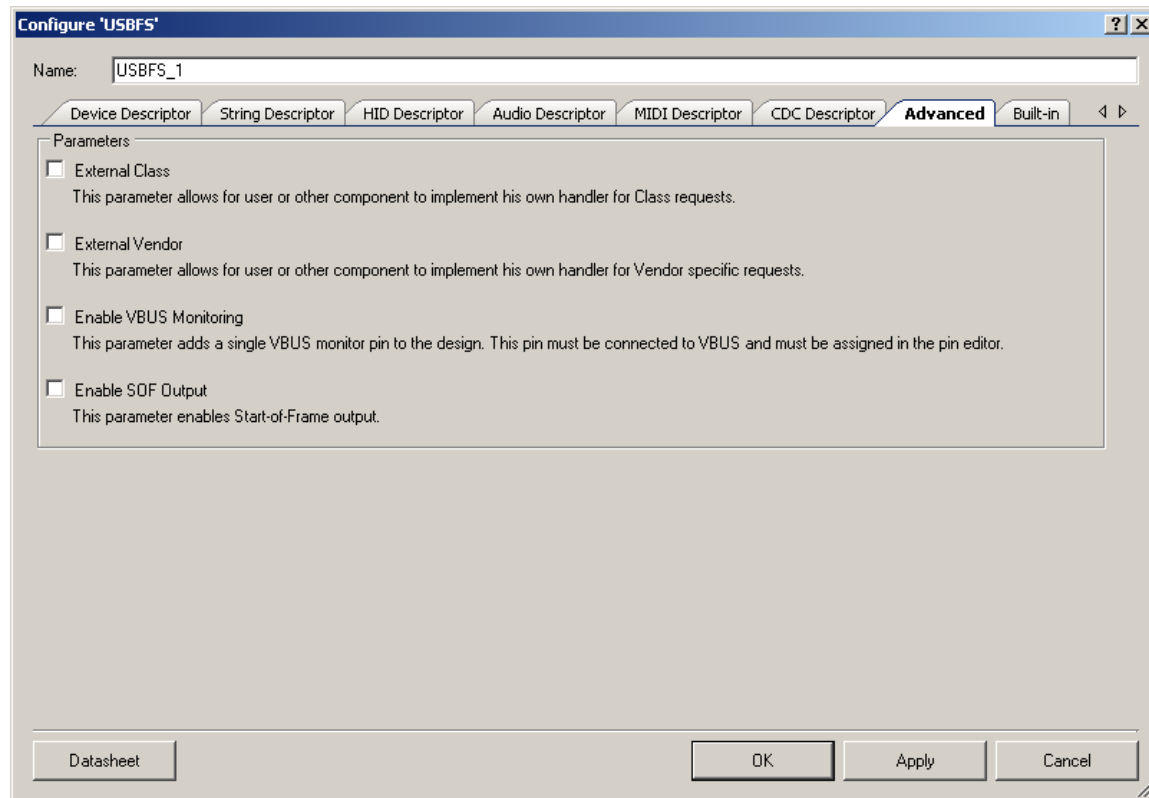 Configure 'USBFS'
Name: USBFS_1
Device Descriptor String Descriptor HID Descriptor Audio Descriptor MIDI Descriptor CDC Descriptor Advanced Built-in
Parameters
External Class
This parameter allows for user or other component to implement his own handler for Class requests.
External Vendor
This parameter allows for user or other component to implement his own handler for Vendor specific requests.
Enable VBUS Monitoring
This parameter adds a single VBUS monitor pin to the design. This pin must be connected to VBUS and must be assigned in the pin editor.
Enable SOF Output
This parameter enables Start-of-Frame output.
Datasheet OK Apply Cancel